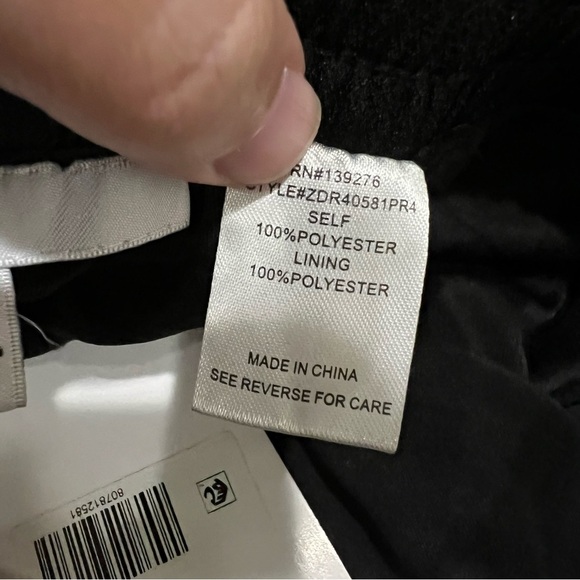 RN#139276
STYLE#ZDR40581PR4
SELF
100%POLYESTER
LINING
100%POLYESTER
MADE IN CHINA
SEE REVERSE FOR CARE
807812581